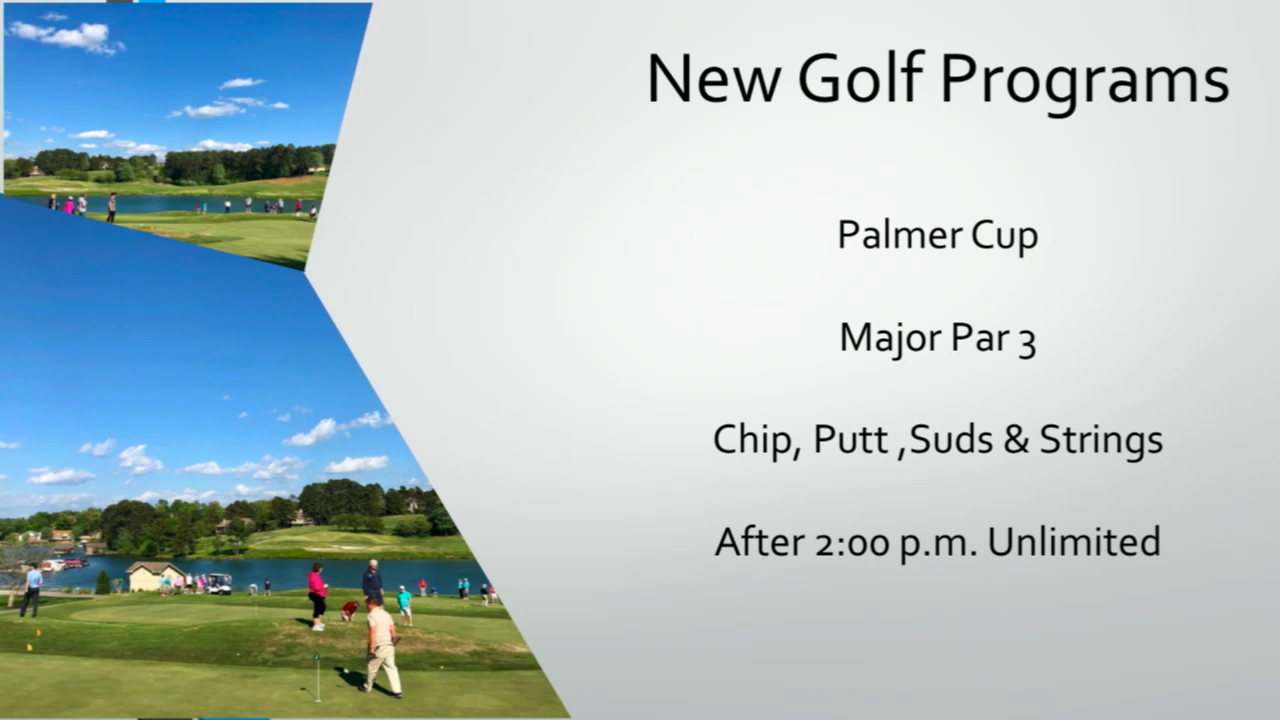 New Golf Programs
Palmer Cup
Major Par 3
Chip, Putt ,Suds & Strings
After 2:00 p.m. Unlimited